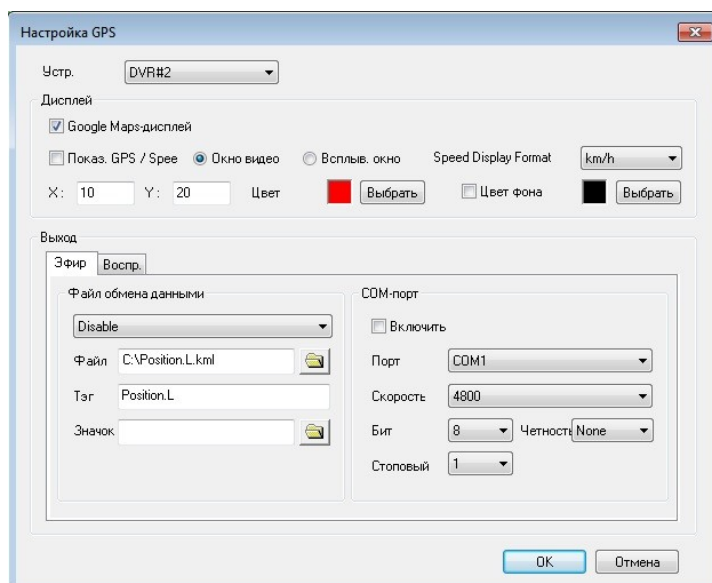 Настройка GPS
Устр. DVR#2
Дисплей
Google Maps-дисплей
Показ. GPS / Spee Окно видео Всплыв. окно Speed Display Format km/h
X: 10 Y: 20 Цвет Выбрать Цвет фона Выбрать
Выход
Эфир Воспр.
Файл обмена данными COM-порт
Disable Включить
Файл C:\Position.L.kml Порт COM1
Тэг Position.L Скорость 4800
Значок Бит 8 Четность None
Стоповый 1
OK Отмена